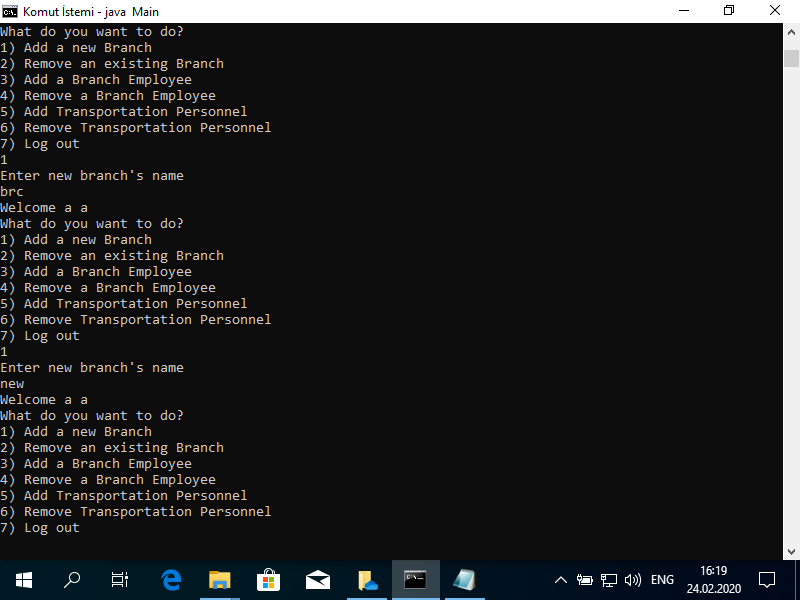 Komut İstemi - java  Main
What do you want to do?
1) Add a new Branch
2) Remove an existing Branch
3) Add a Branch Employee
4) Remove a Branch Employee
5) Add Transportation Personnel
6) Remove Transportation Personnel
7) Log out
1
Enter new branch's name
brc
Welcome a a
What do you want to do?
1) Add a new Branch
2) Remove an existing Branch
3) Add a Branch Employee
4) Remove a Branch Employee
5) Add Transportation Personnel
6) Remove Transportation Personnel
7) Log out
1
Enter new branch's name
new
Welcome a a
What do you want to do?
1) Add a new Branch
2) Remove an existing Branch
3) Add a Branch Employee
4) Remove a Branch Employee
5) Add Transportation Personnel
6) Remove Transportation Personnel
7) Log out
ENG
16:19
24.02.2020